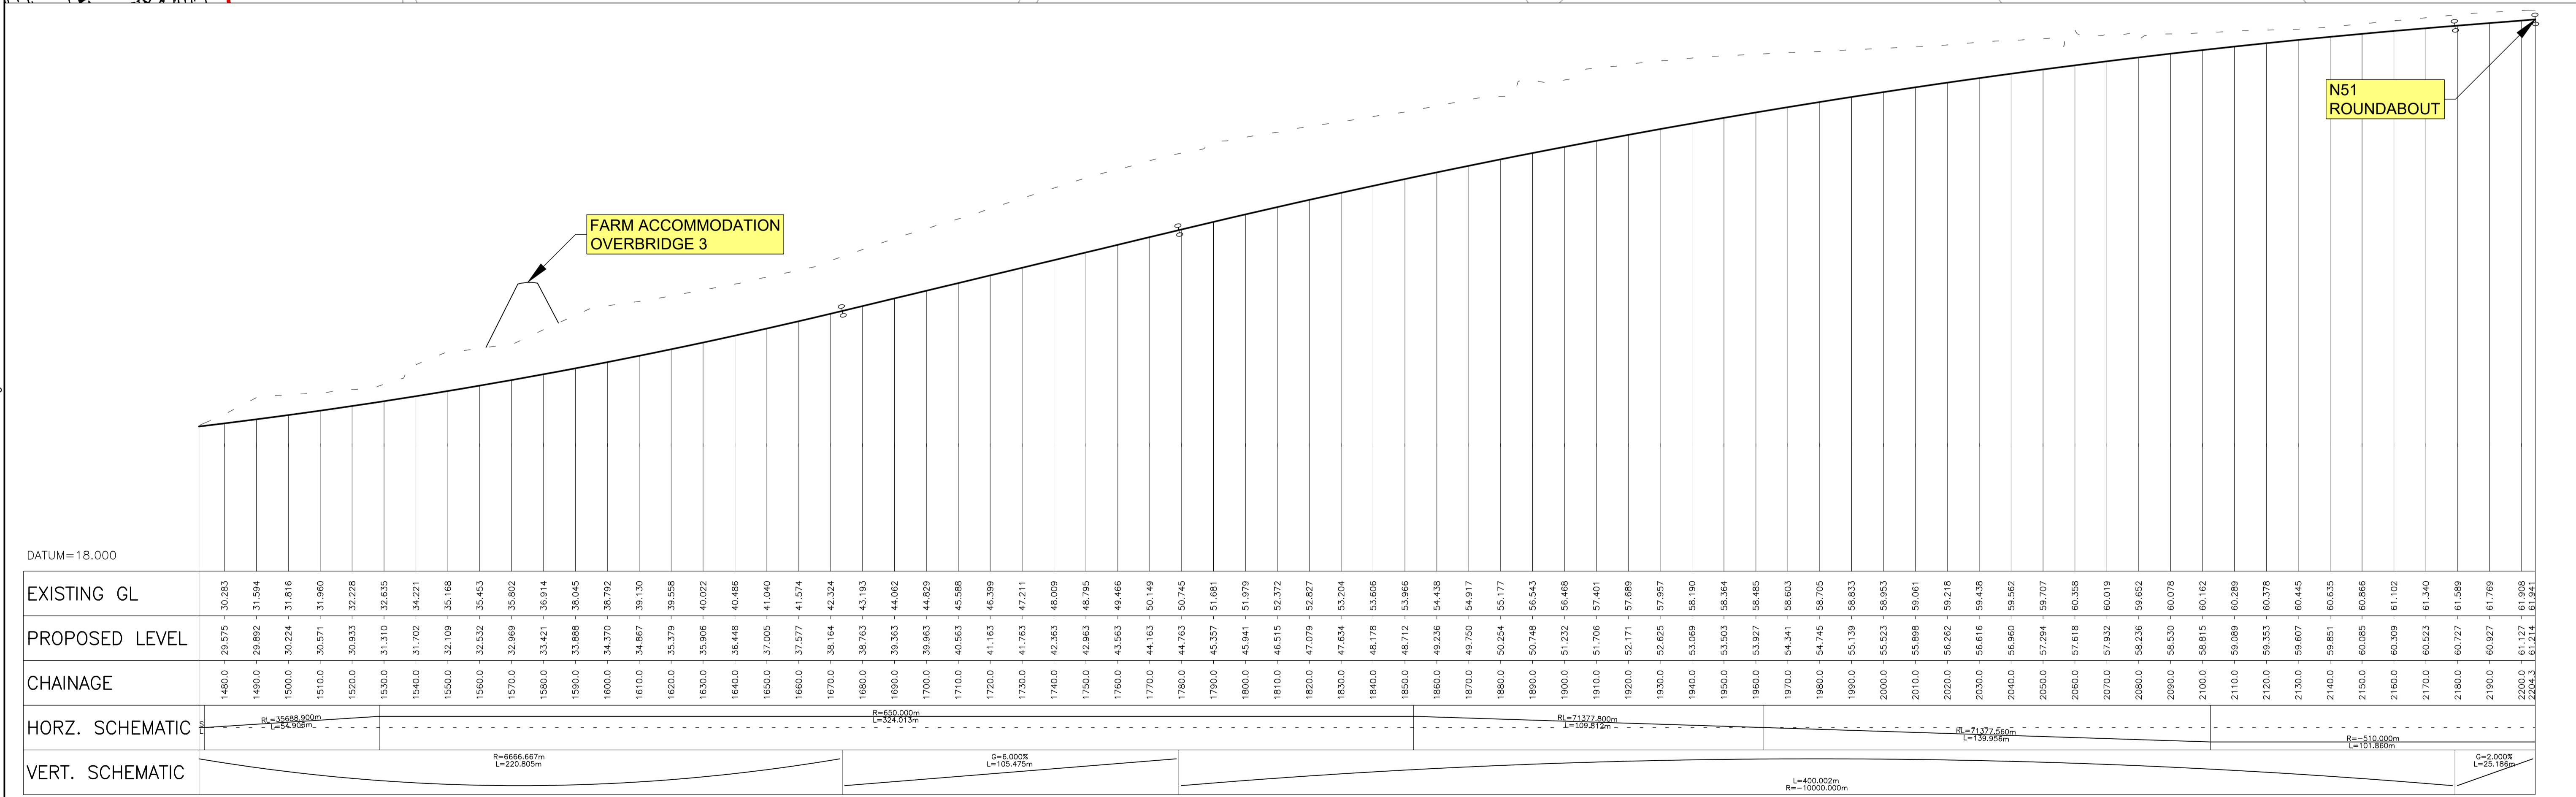 N51
ROUNDABOUT
FARM ACCOMMODATION
OVERBRIDGE 3
DATUM=18.000
EXISTING GL 30.283 31.594 31.816 31.960 32.228 32.635 34.221 35.168 35.453 35.802 36.914 38.045 38.792 39.130 39.558 40.022 40.486 41.040 41.574 42.324 43.193 44.062 44.829 45.588 46.399 47.211 48.009 48.795 49.466 50.149 50.745 51.681 51.979 52.372 52.827 53.204 53.606 53.966 54.438 54.917 55.177 56.543 56.468 57.401 57.689 57.957 58.190 58.364 58.485 58.603 58.705 58.833 58.953 59.061 59.218 59.438 59.562 59.707 60.358 60.019 59.652 60.078 60.162 60.289 60.378 60.445 60.635 60.866 61.102 61.340 61.589 61.769 61.908 61.941
PROPOSED LEVEL 29.575 29.892 30.224 30.571 30.933 31.310 31.702 32.109 32.532 32.969 33.421 33.888 34.370 34.867 35.379 35.906 36.448 37.005 37.577 38.164 38.763 39.363 39.963 40.563 41.163 41.763 42.363 42.963 43.563 44.163 44.763 45.357 45.941 46.515 47.079 47.634 48.178 48.712 49.236 49.750 50.254 50.748 51.232 51.706 52.171 52.625 53.069 53.503 53.927 54.341 54.745 55.139 55.523 55.898 56.262 56.616 56.960 57.294 57.618 57.932 58.236 58.530 58.815 59.089 59.353 59.607 59.851 60.085 60.309 60.523 60.727 60.927 61.127 61.214
CHAINAGE 1480.0 1490.0 1500.0 1510.0 1520.0 1530.0 1540.0 1550.0 1560.0 1570.0 1580.0 1590.0 1600.0 1610.0 1620.0 1630.0 1640.0 1650.0 1660.0 1670.0 1680.0 1690.0 1700.0 1710.0 1720.0 1730.0 1740.0 1750.0 1760.0 1770.0 1780.0 1790.0 1800.0 1810.0 1820.0 1830.0 1840.0 1850.0 1860.0 1870.0 1880.0 1890.0 1900.0 1910.0 1920.0 1930.0 1940.0 1950.0 1960.0 1970.0 1980.0 1990.0 2000.0 2010.0 2020.0 2030.0 2040.0 2050.0 2060.0 2070.0 2080.0 2090.0 2100.0 2110.0 2120.0 2130.0 2140.0 2150.0 2160.0 2170.0 2180.0 2190.0 2200.0 2204.3
HORZ. SCHEMATIC
RL=35688.900m
L=54.906m
R=650.000m
L=324.013m
RL=71377.800m
L=109.812m
RL=71377.560m
L=139.956m
R=-510.000m
L=101.860m
VERT. SCHEMATIC
R=6666.667m
L=220.805m
G=6.000%
L=105.475m
L=400.002m
R=-10000.000m
G=2.000%
L=25.186m